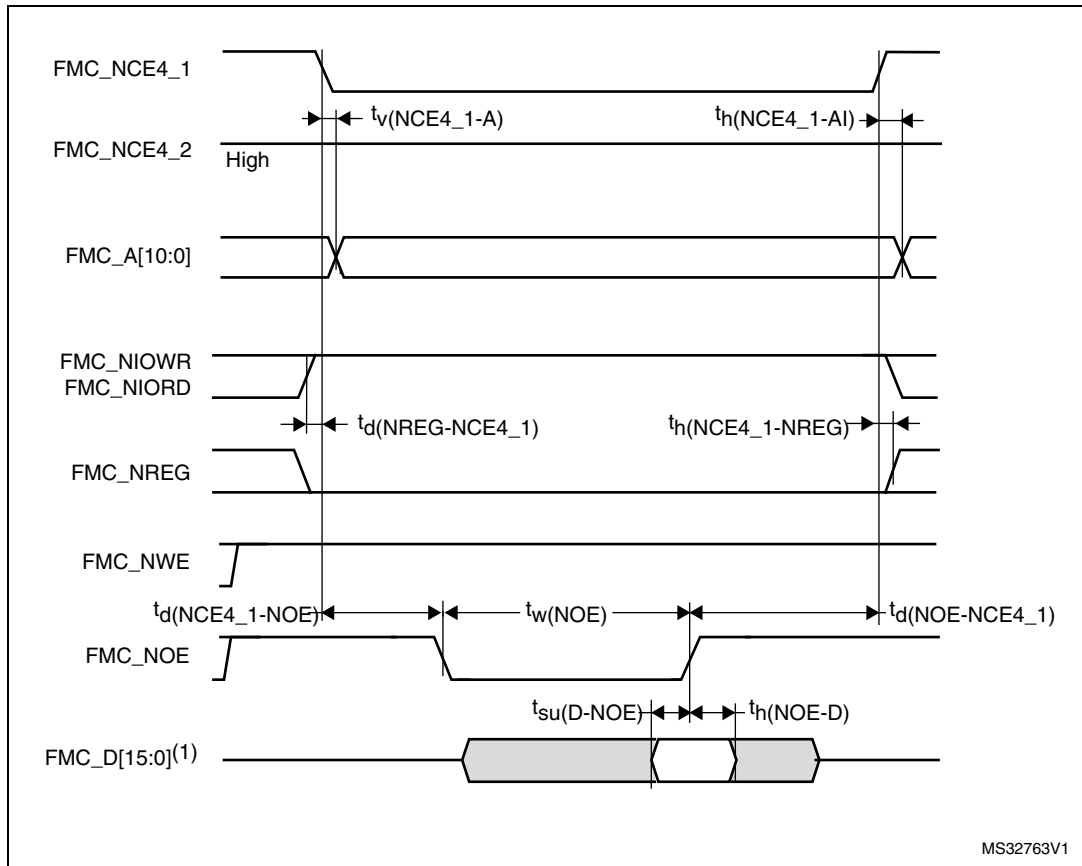 FMC_NCE4_1
tv(NCE4_1-A)
th(NCE4_1-AI)
FMC_NCE4_2
High
FMC_A[10:0]
FMC_NIOWR
FMC_NIORD
td(NREG-NCE4_1)
th(NCE4_1-NREG)
FMC_NREG
FMC_NWE
td(NCE4_1-NOE)
tw(NOE)
td(NOE-NCE4_1)
FMC_NOE
tsu(D-NOE)
th(NOE-D)
FMC_D[15:0](1)
MS32763V1